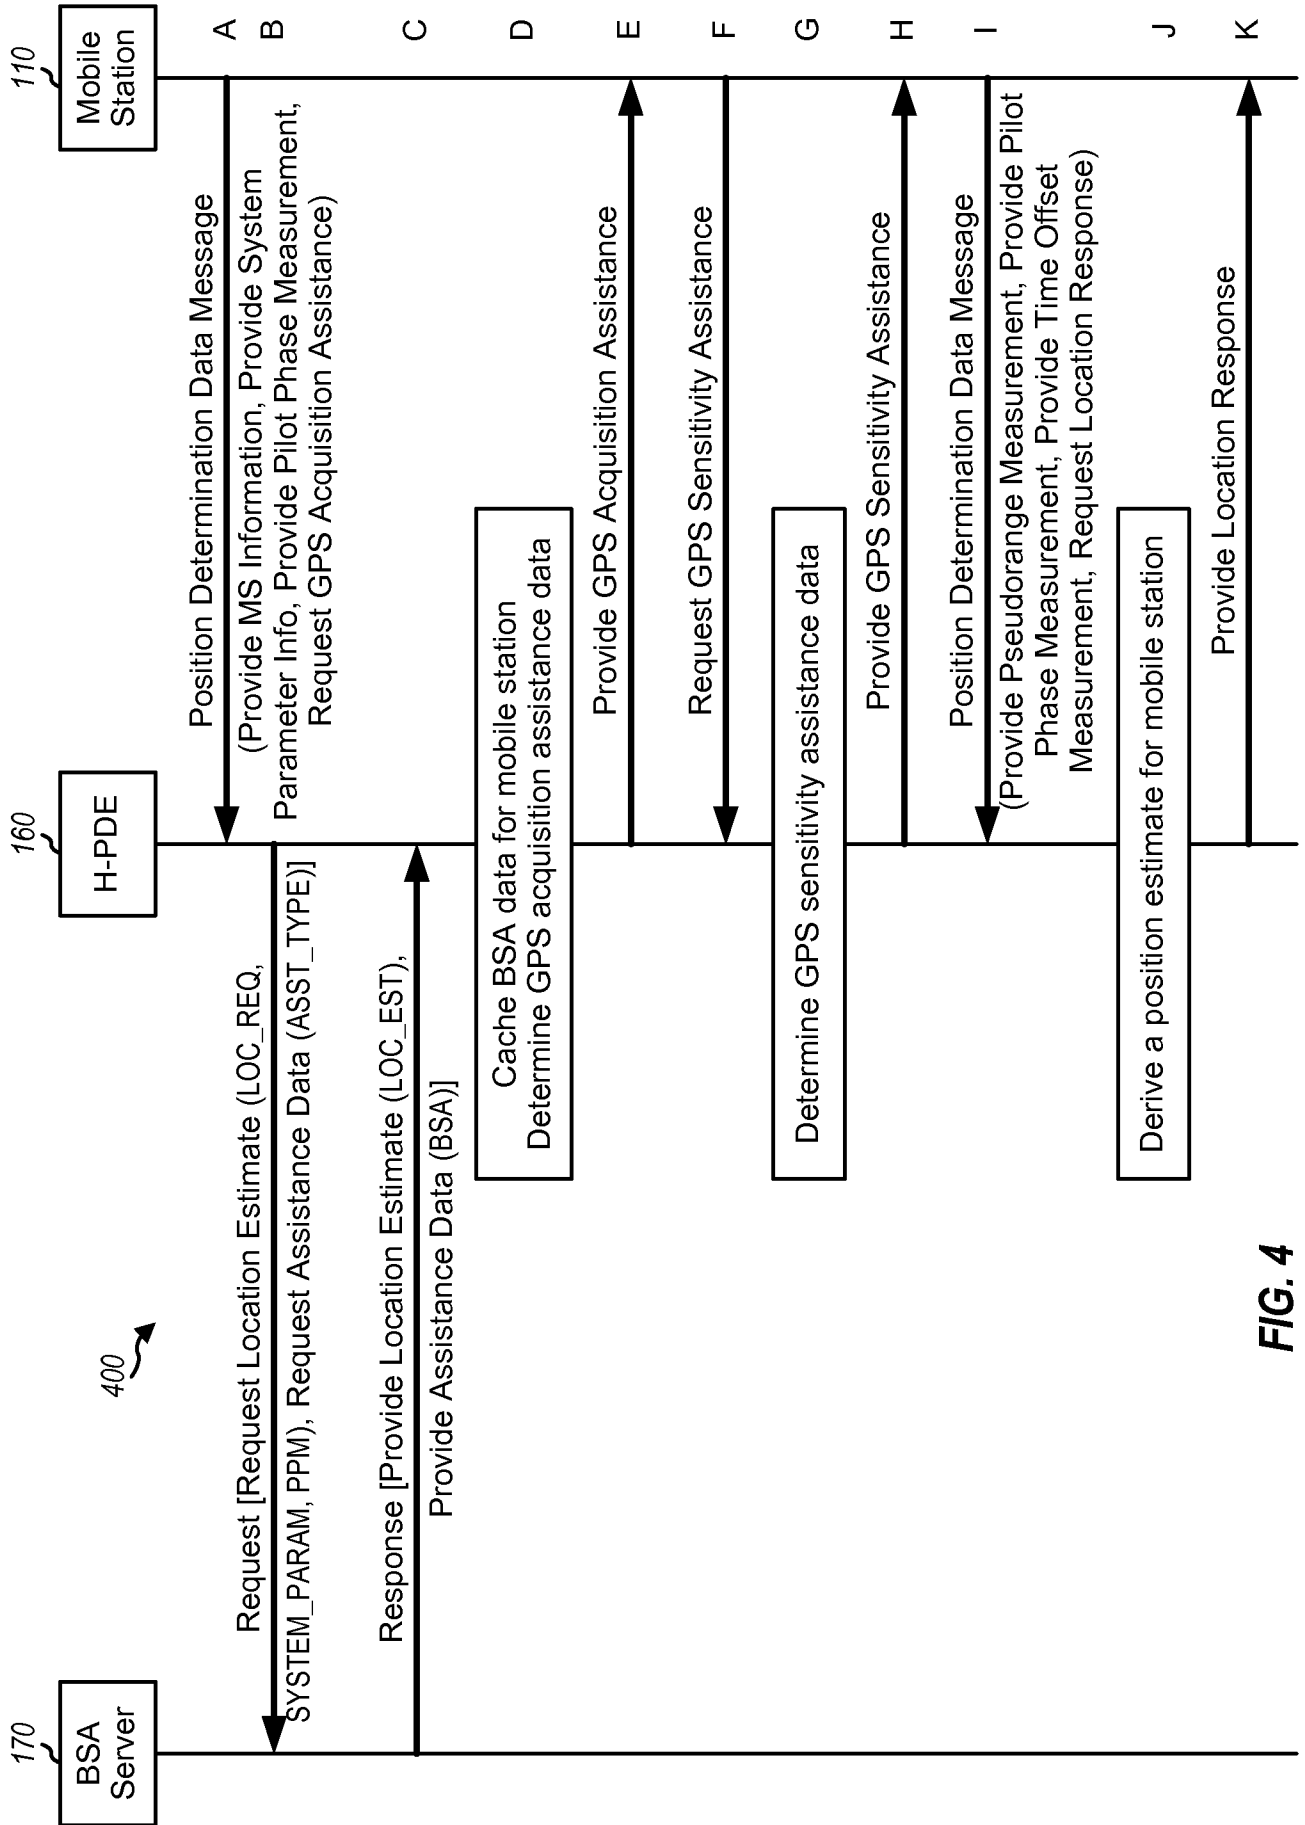 400
170
BSA
Server
160
H-PDE
110
Mobile
Station
Position Determination Data Message
A
(Provide MS Information, Provide System
Parameter Info, Provide Pilot Phase Measurement,
Request GPS Acquisition Assistance)
Request [Request Location Estimate (LOC_REQ,
SYSTEM_PARAM, PPM), Request Assistance Data (ASST_TYPE)]
B
Response [Provide Location Estimate (LOC_EST),
Provide Assistance Data (BSA)]
C
Cache BSA data for mobile station
Determine GPS acquisition assistance data
D
Provide GPS Acquisition Assistance
E
Request GPS Sensitivity Assistance
F
Determine GPS sensitivity assistance data
G
Provide GPS Sensitivity Assistance
H
Position Determination Data Message
I
(Provide Pseudorange Measurement, Provide Pilot
Phase Measurement, Provide Time Offset
Measurement, Request Location Response)
Derive a position estimate for mobile station
J
Provide Location Response
K
FIG. 4